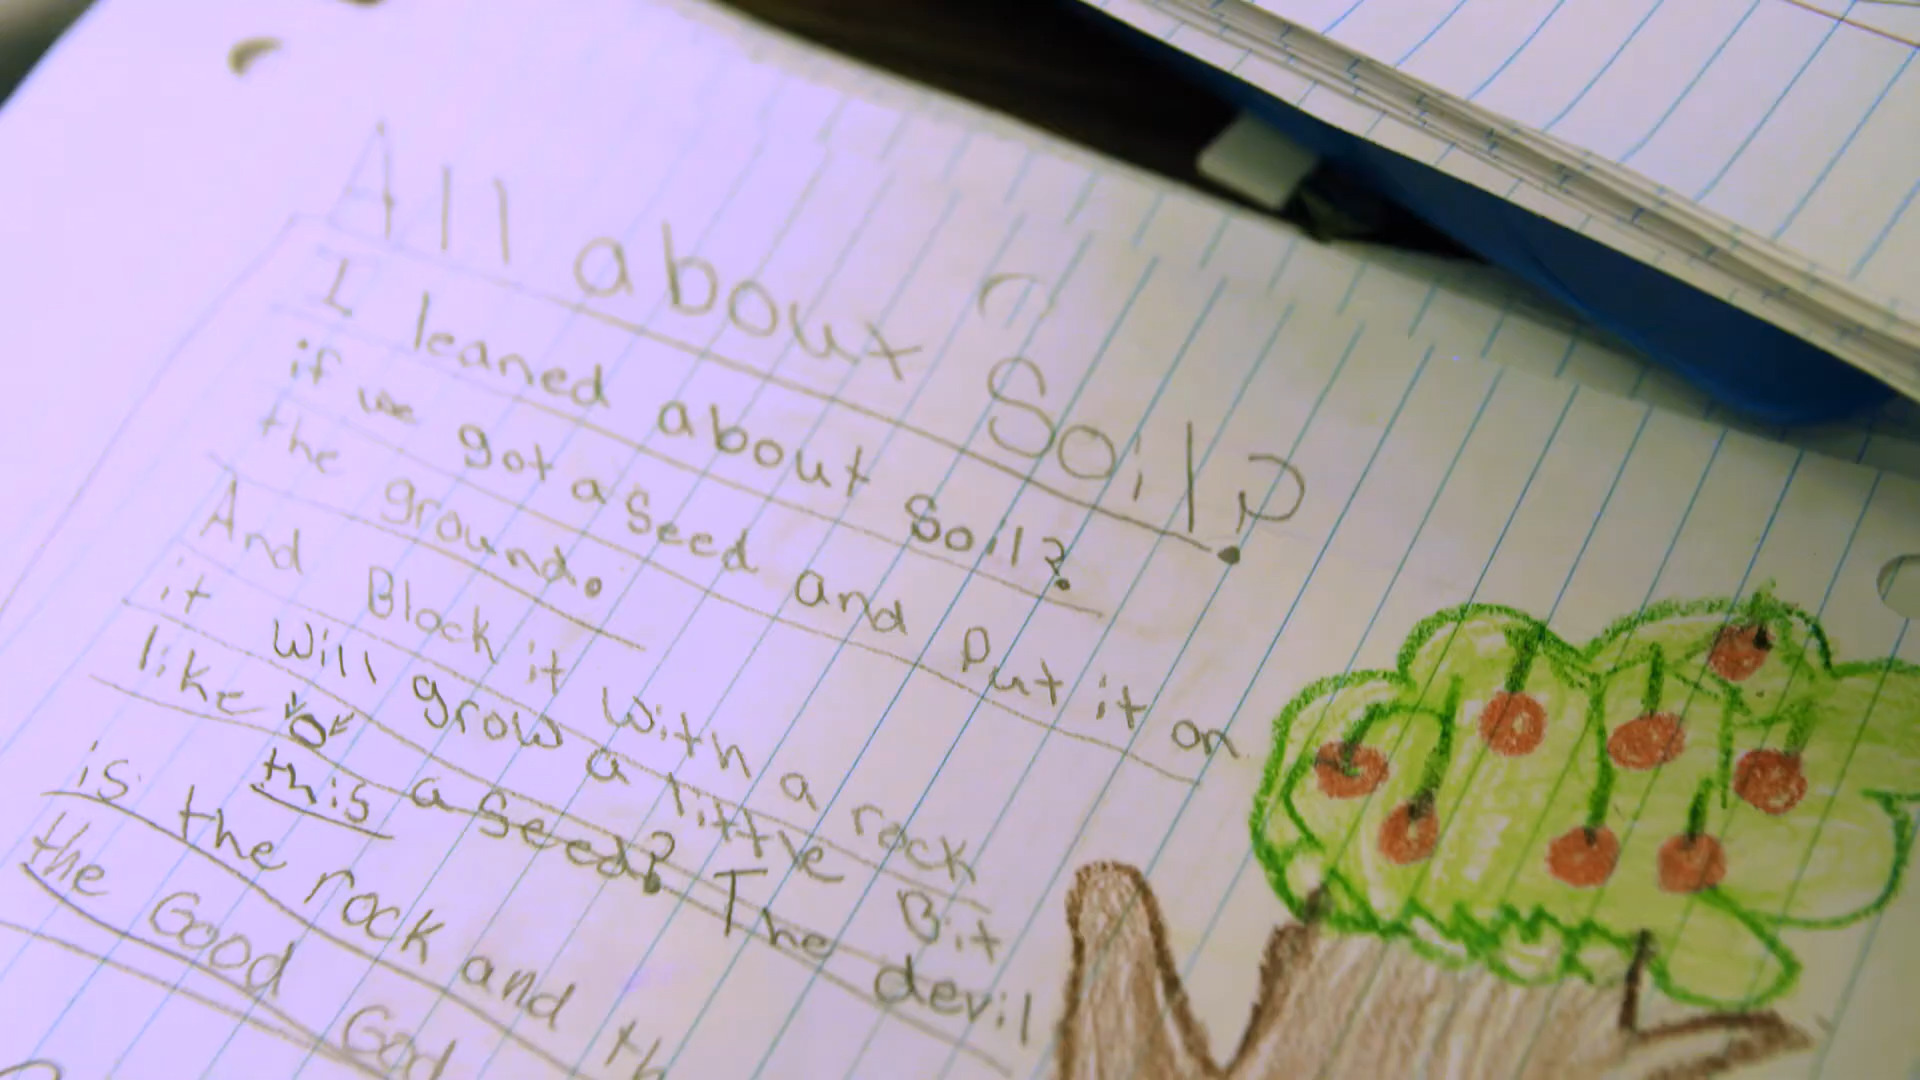 All about Soil?
I leaned about Soil?
if we got a Seed and Put it on
the ground.
And Block it with a rock
it will grow a little Bit
like this a Seed? The devil
is the rock and th
the Good God